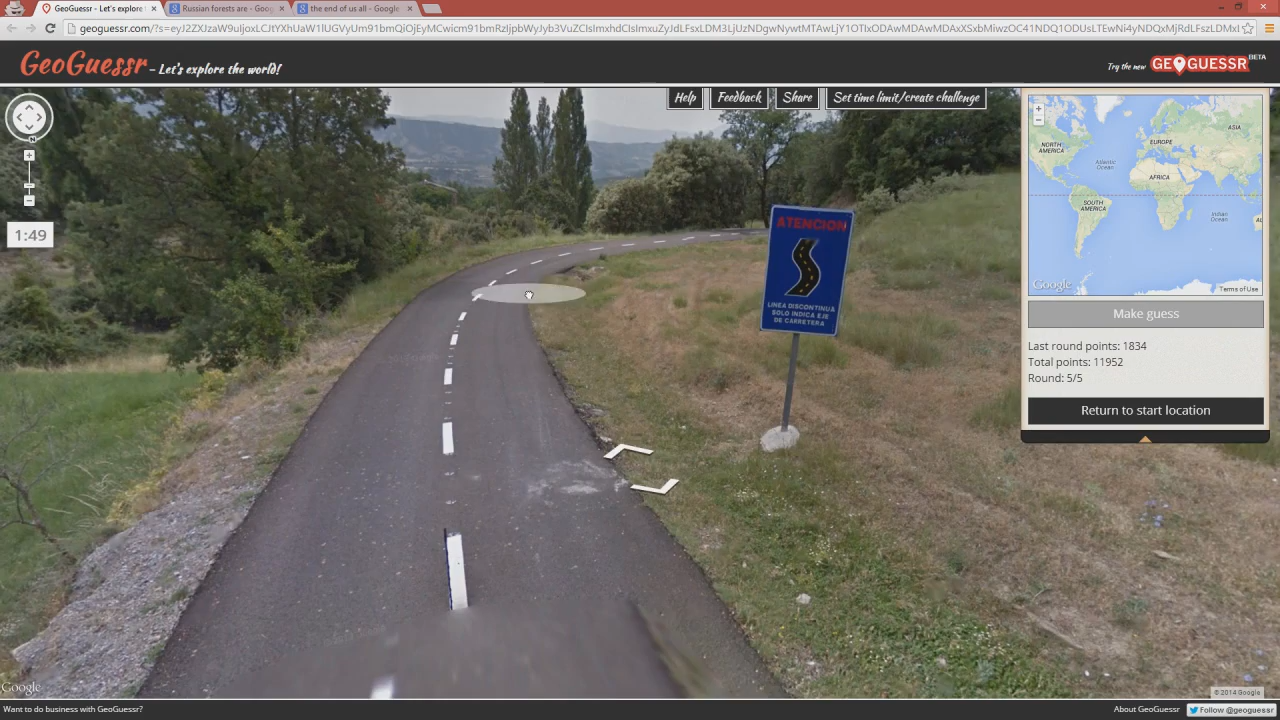 GeoGuessr - Let's explore
Russian forests are - Goog
the end of us all - Google
GeoGuessr – Let's explore the world!
Try the new GEOGUESSR BETA
Help
Feedback
Share
Set time limit/create challenge
N
1:49
ATENCION
LINEA DISCONTINUA
SOLO INDICA EJE
DE CARRETERA
NORTH
AMERICA
Atlantic
Ocean
EUROPE
ASIA
AFRICA
SOUTH
AMERICA
Indian
Ocean
Google
Terms of Use
Make guess
Last round points: 1834
Total points: 11952
Round: 5/5
Return to start location
Google
© 2014 Google
Want to do business with GeoGuessr?
About GeoGuessr
Follow @geoguessr